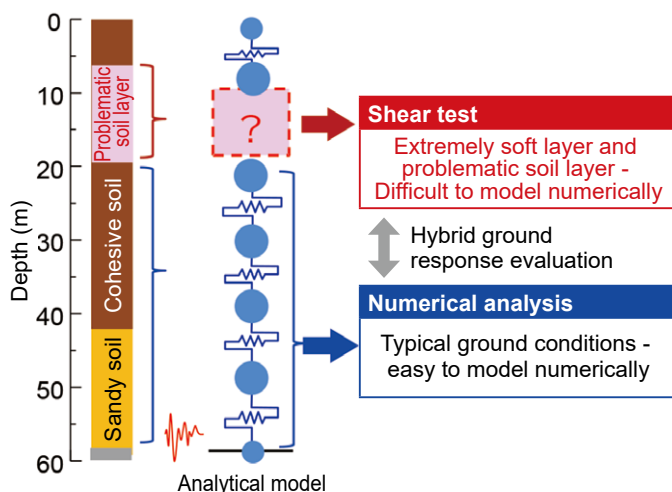 0
10
20
30
40
50
60
Depth (m)
Problematic
soil layer
Cohesive soil
Sandy soil
?
Analytical model
Shear test
Extremely soft layer and
problematic soil layer -
Difficult to model numerically
Hybrid ground
response evaluation
Numerical analysis
Typical ground conditions -
easy to model numerically